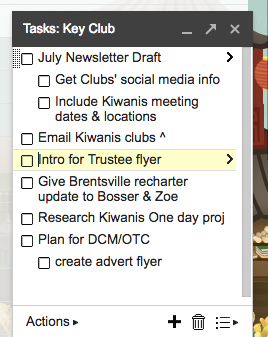 Tasks: Key Club
July Newsletter Draft
Get Clubs' social media info
Include Kiwanis meeting
dates & locations
Email Kiwanis clubs ^
Intro for Trustee flyer
Give Brentsville recharter
update to Bosser & Zoe
Research Kiwanis One day proj
Plan for DCM/OTC
create advert flyer
Actions